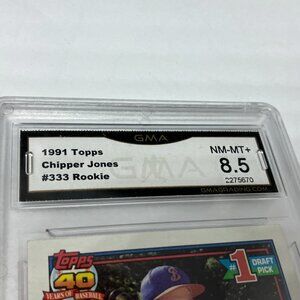 GMA
1991 Topps
Chipper Jones
#333 Rookie
NM-MT+
8.5
2275670
GMAGRADING.COM
Topps
40
YEARS OF BASEBALL
B
#1 DRAFT
PICK